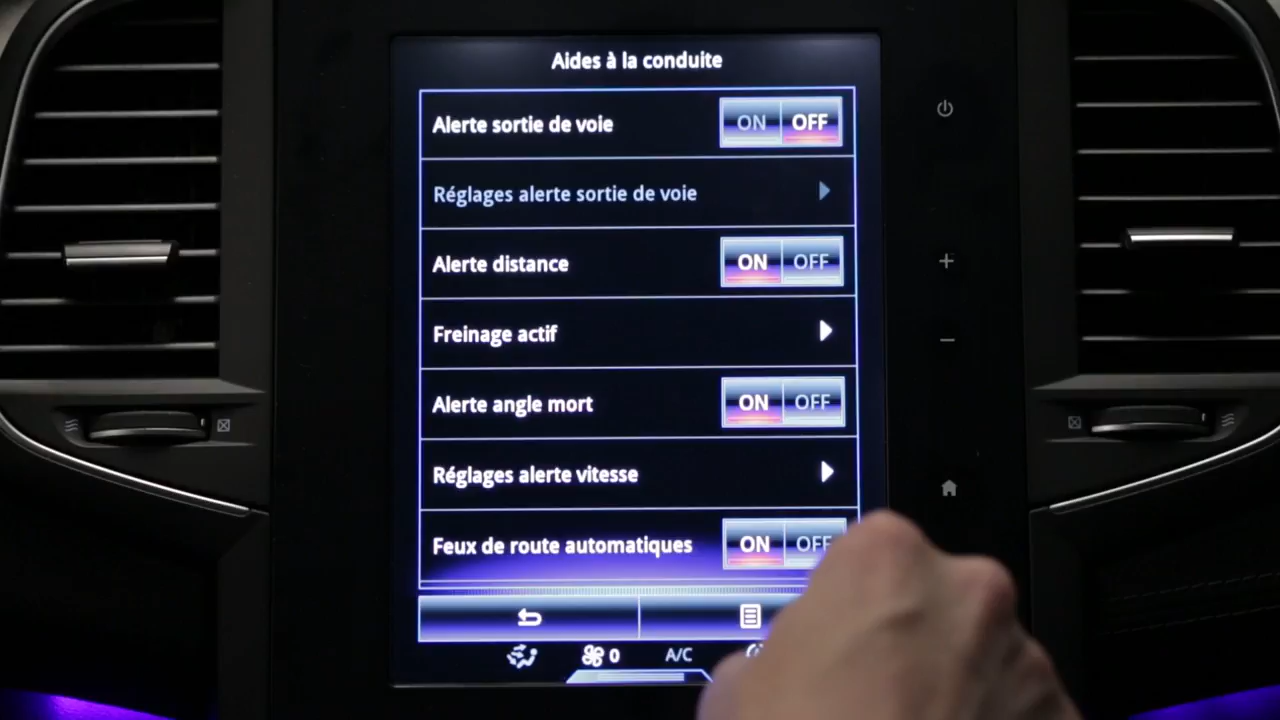 Aides à la conduite
Alerte sortie de voie ON OFF
Réglages alerte sortie de voie
Alerte distance ON OFF
Freinage actif
Alerte angle mort ON OFF
Réglages alerte vitesse
Feux de route automatiques ON OFF
0 A/C